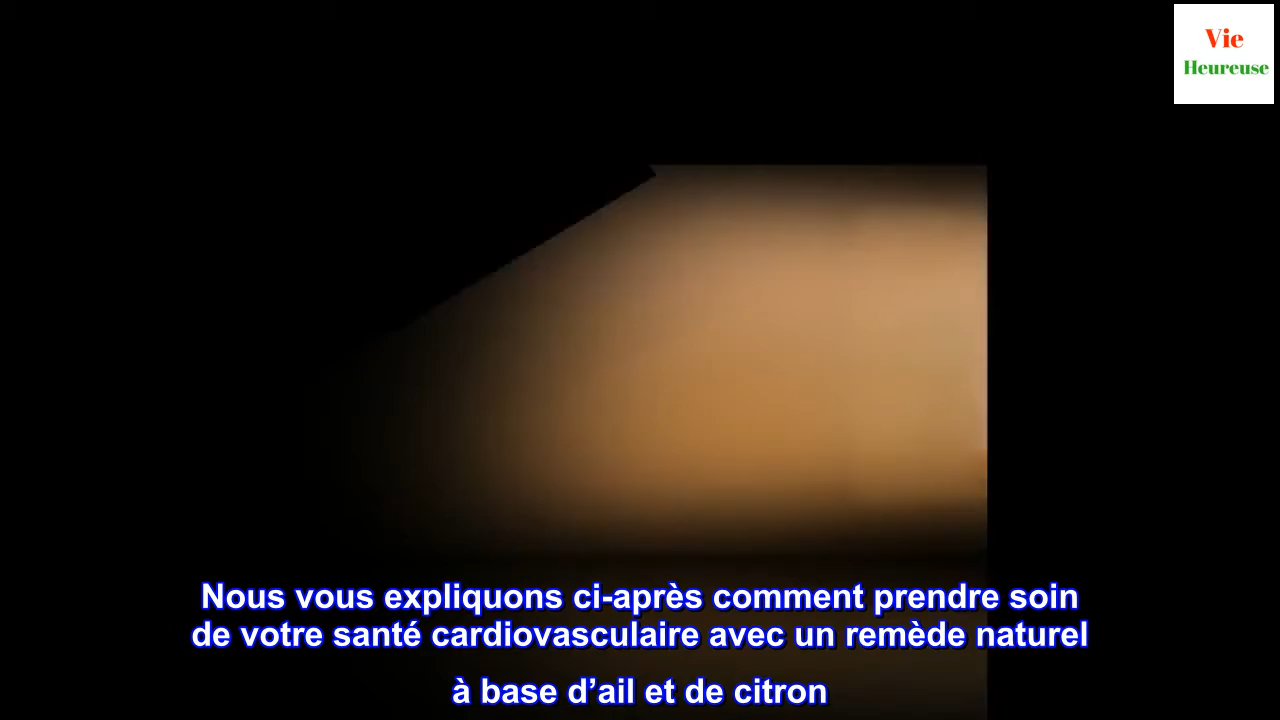 Vie
Heureuse
Nous vous expliquons ci-après comment prendre soin
de votre santé cardiovasculaire avec un remède naturel
à base d’ail et de citron